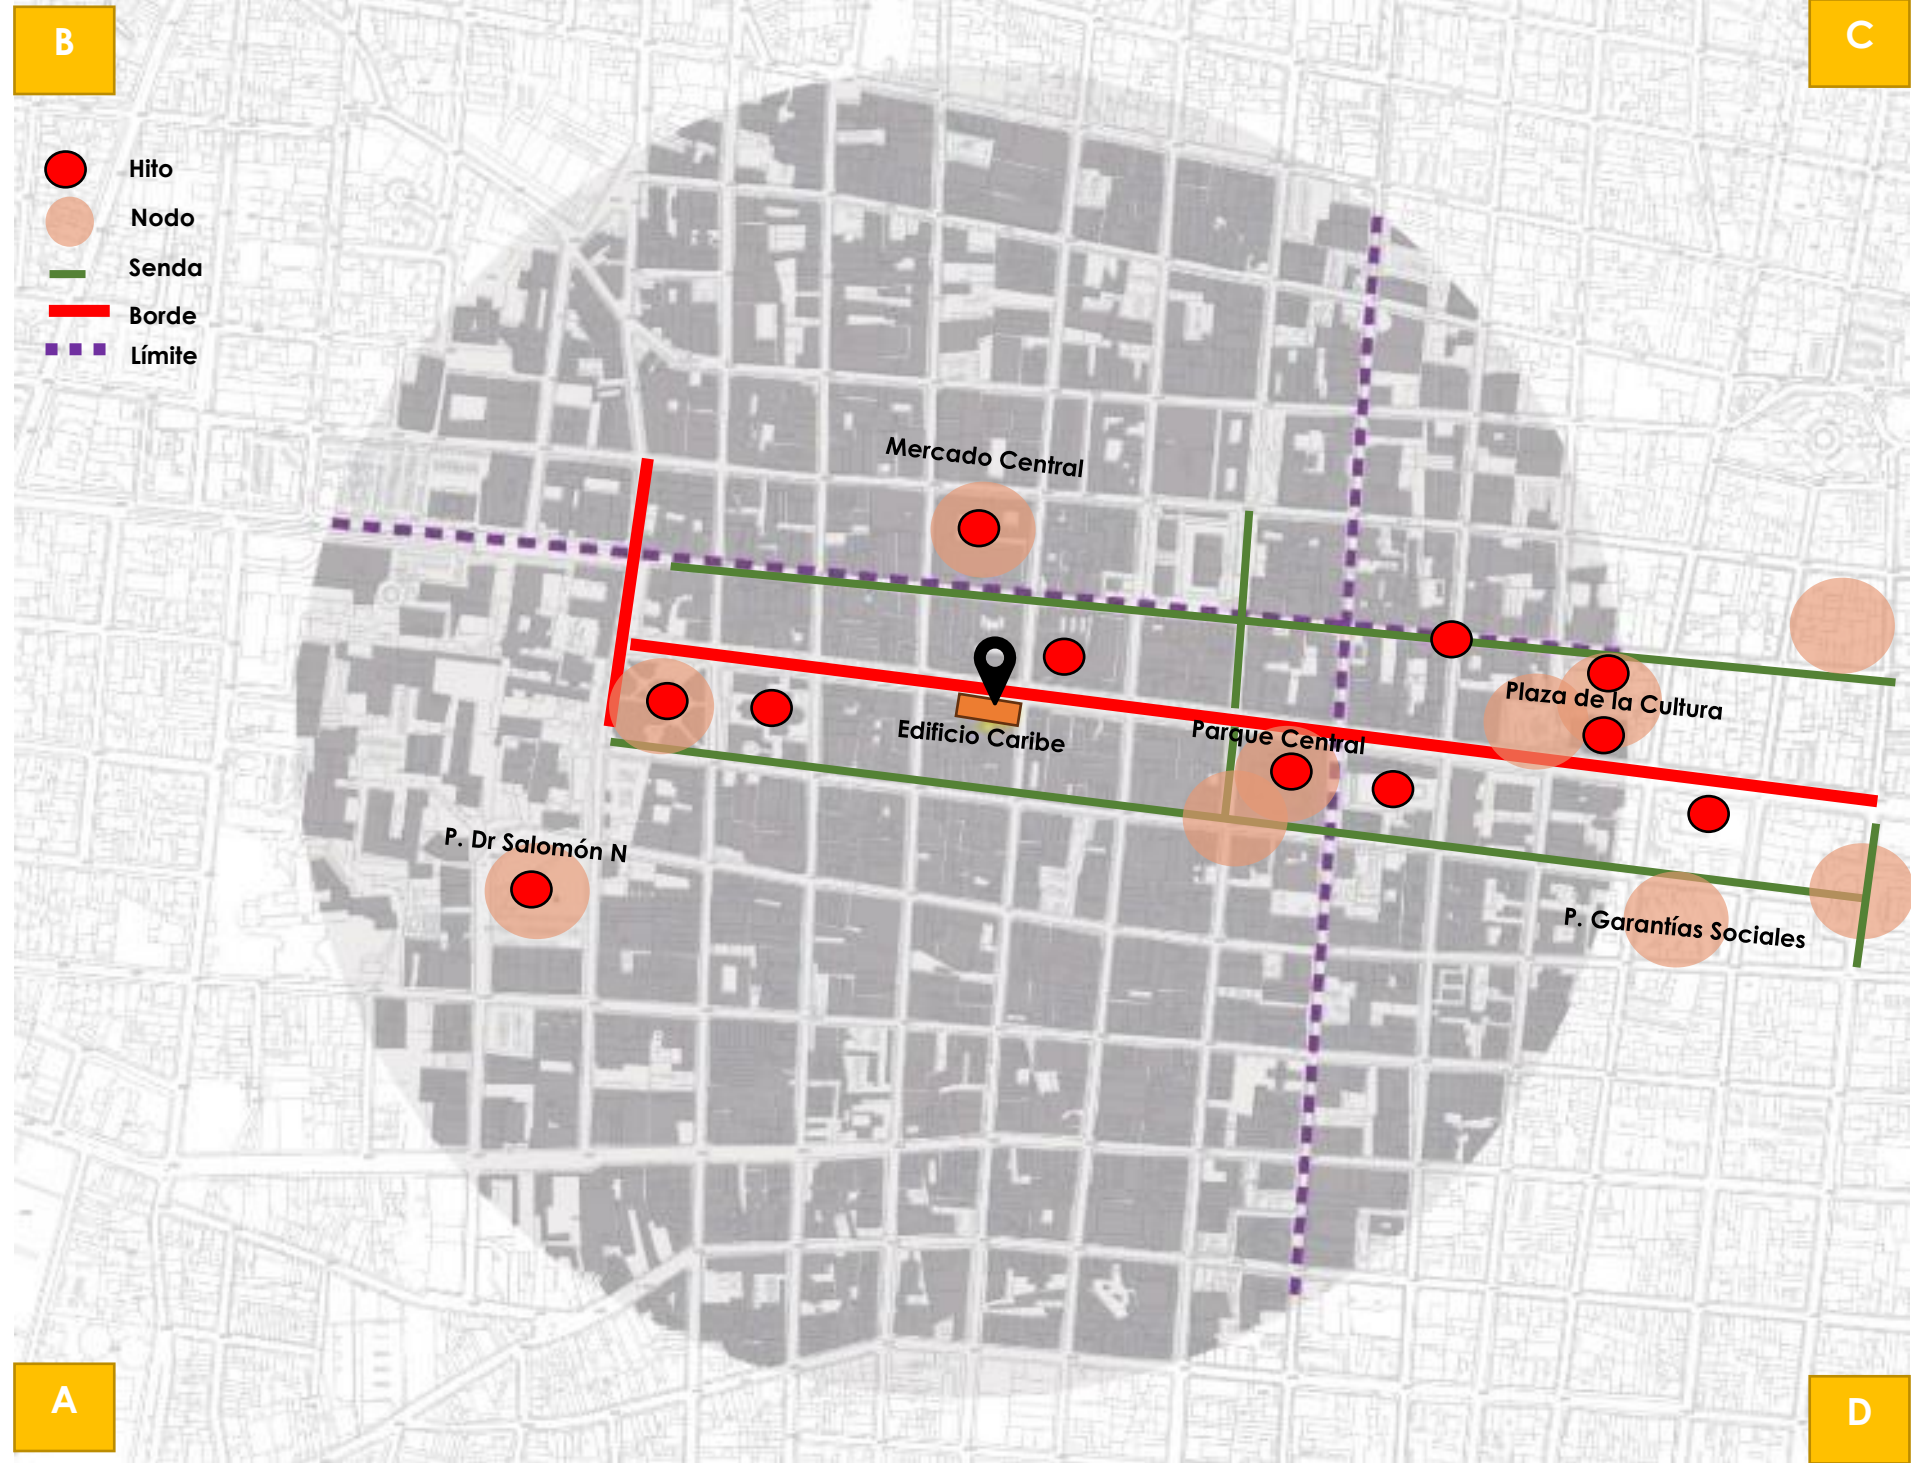 B
C
Hito
Nodo
Senda
Borde
Límite
Mercado Central
Plaza de la Cultura
Edificio Caribe
Parque Central
P. Dr Salomón N
P. Garantías Sociales
A
D